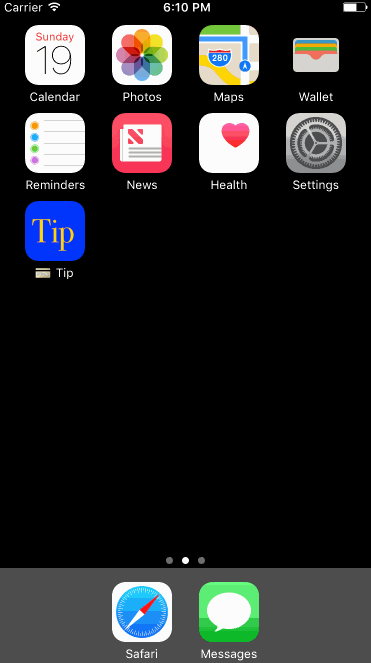 Carrier 6:10 PM
Sunday
19
280
Calendar Photos Maps Wallet
Reminders News Health Settings
Tip
💳 Tip
Safari Messages